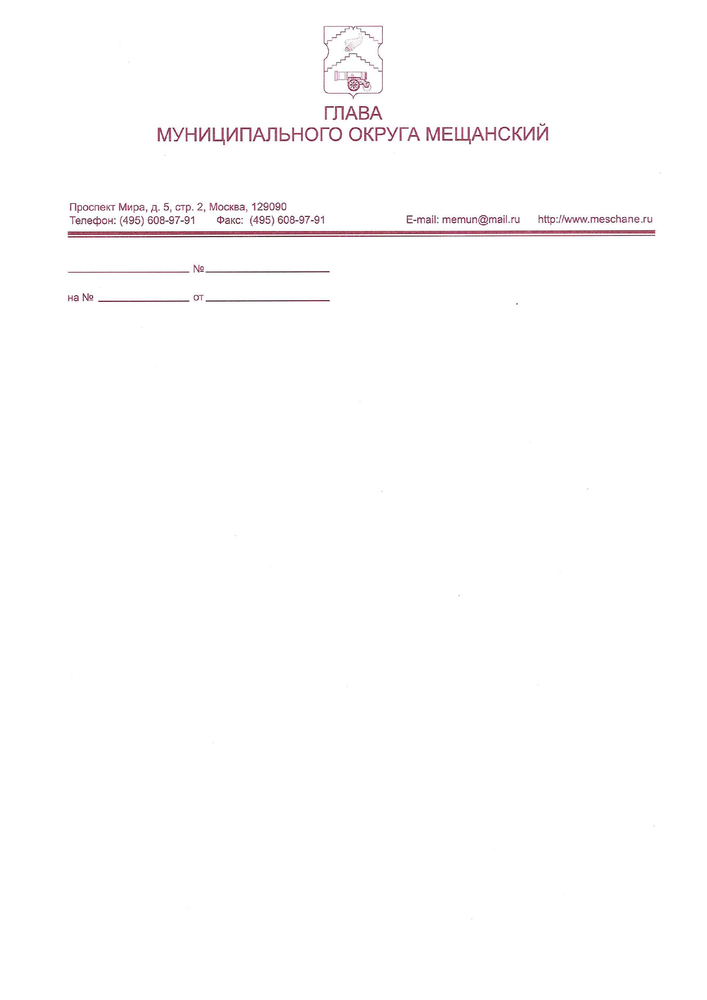 ГЛАВА
МУНИЦИПАЛЬНОГО ОКРУГА МЕЩАНСКИЙ
Проспект Мира, д. 5, стр. 2, Москва, 129090
Телефон: (495) 608-97-91 Факс: (495) 608-97-91 E-mail: memun@mail.ru http://www.meschane.ru
№
на № от